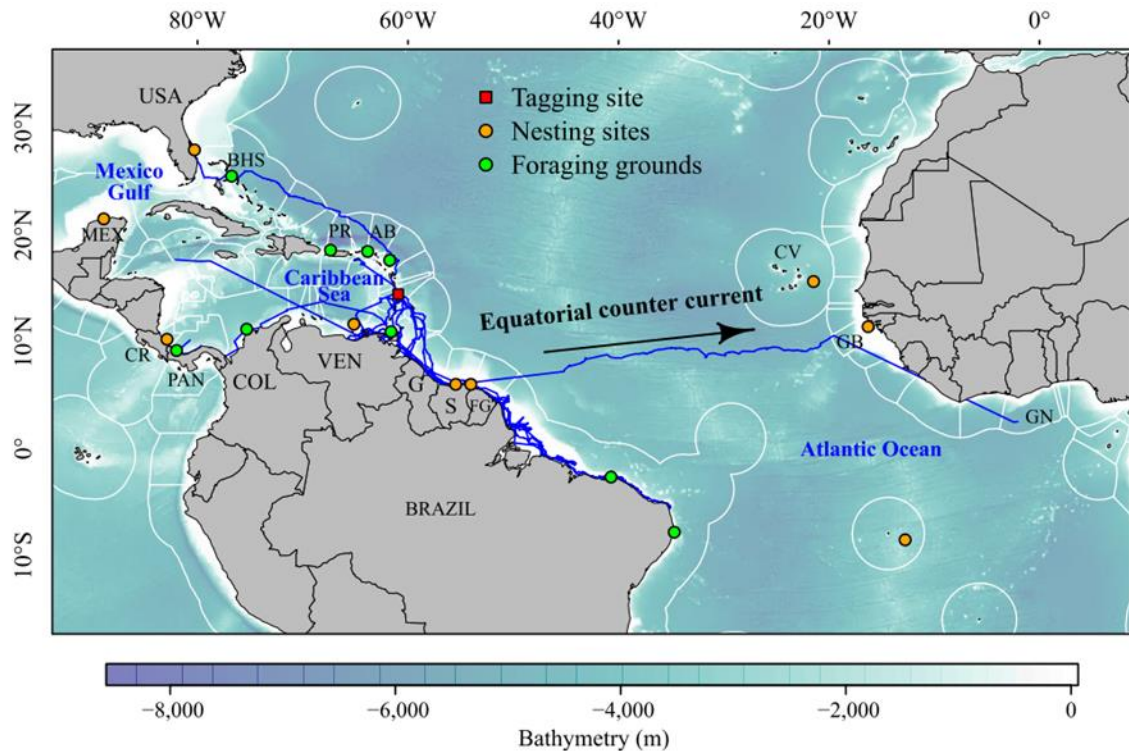 80°W 60°W 40°W 20°W 0°
30°N
20°N
10°N
0°
10°S
Tagging site
Nesting sites
Foraging grounds
USA
BHS
Mexico
Gulf
MEX
PR
AB
Caribbean
Sea
CV
Equatorial counter current
GB
CR
PAN
COL
VEN
G
S
FG
GN
Atlantic Ocean
BRAZIL
−8,000 −6,000 −4,000 −2,000 0
Bathymetry (m)